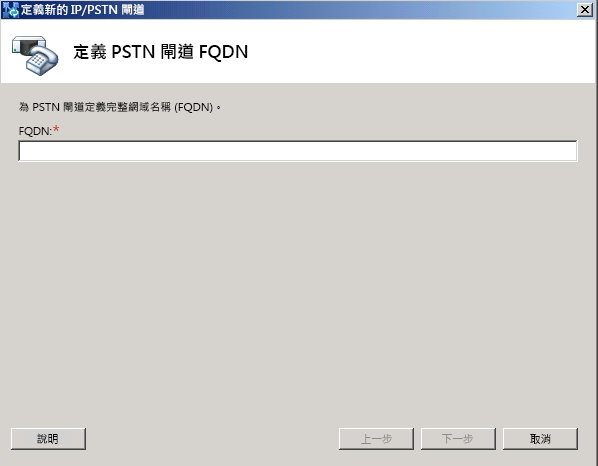 定義新的 IP/PSTN 閘道
定義 PSTN 閘道 FQDN
為 PSTN 閘道定義完整網域名稱 (FQDN)。
FQDN:*
說明
上一步
下一步
取消